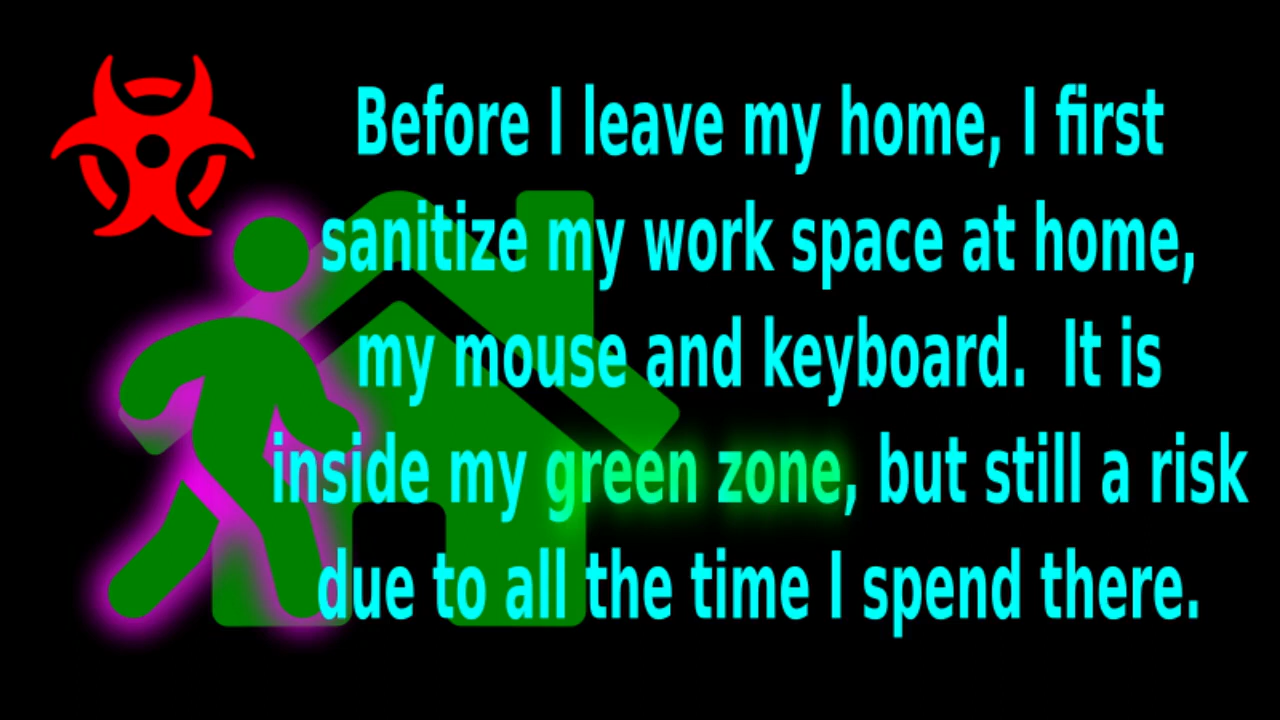 Before I leave my home, I first
sanitize my work space at home,
my mouse and keyboard.  It is
inside my green zone, but still a risk
due to all the time I spend there.